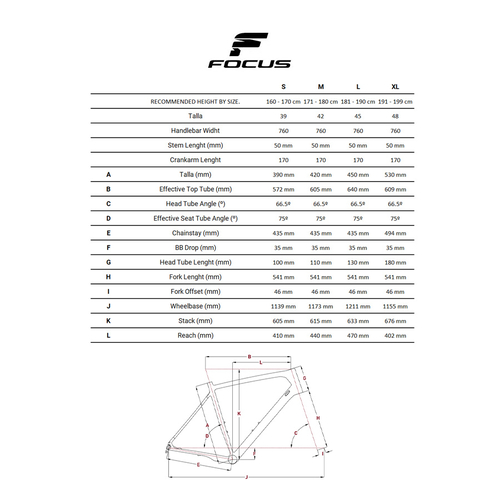 FOCUS
S M L XL
RECOMMENDED HEIGHT BY SIZE. 160 - 170 cm 171 - 180 cm 181 - 190 cm 191 - 199 cm
Talla 39 42 45 48
Handlebar Widht 760 760 760 760
Stem Lenght (mm) 50 mm 50 mm 50 mm 50 mm
Crankarm Lenght 170 170 170 170
A Talla (mm) 390 mm 420 mm 450 mm 530 mm
B Effective Top Tube (mm) 572 mm 605 mm 640 mm 609 mm
C Head Tube Angle (º) 66.5º 66.5º 66.5º 66.5º
D Effective Seat Tube Angle (º) 75º 75º 75º 75º
E Chainstay (mm) 435 mm 435 mm 435 mm 494 mm
F BB Drop (mm) 35 mm 35 mm 35 mm 35 mm
G Head Tube Lenght (mm) 100 mm 110 mm 130 mm 180 mm
H Fork Lenght (mm) 541 mm 541 mm 541 mm 541 mm
I Fork Offset (mm) 46 mm 46 mm 46 mm 46 mm
J Wheelbase (mm) 1139 mm 1173 mm 1211 mm 1155 mm
K Stack (mm) 605 mm 615 mm 633 mm 676 mm
L Reach (mm) 410 mm 440 mm 470 mm 402 mm
B
L
K
A
D
C
H
E
F
I
J